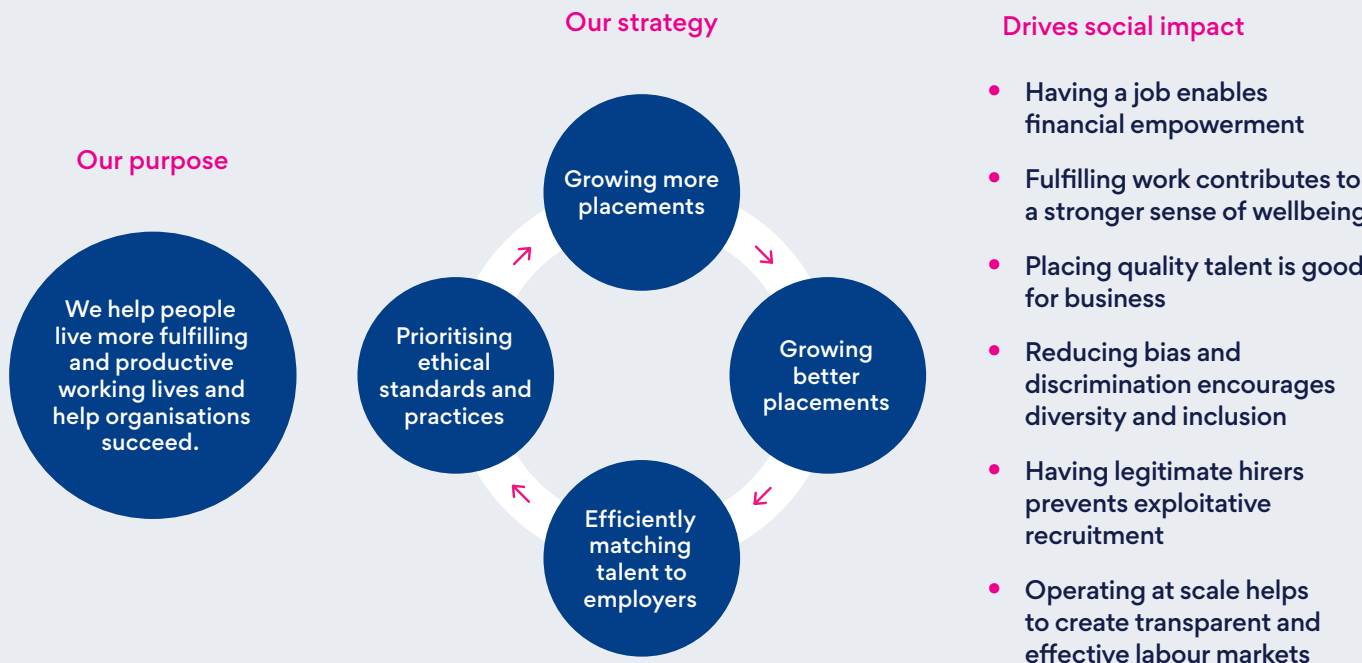 Our purpose
We help people
live more fulfilling
and productive
working lives and
help organisations
succeed.
Our strategy
Growing more
placements
Growing
better
placements
Efficiently
matching
talent to
employers
Prioritising
ethical
standards and
practices
Drives social impact
Having a job enables
financial empowerment
Fulfilling work contributes to
a stronger sense of wellbeing
Placing quality talent is good
for business
Reducing bias and
discrimination encourages
diversity and inclusion
Having legitimate hirers
prevents exploitative
recruitment
Operating at scale helps
to create transparent and
effective labour markets